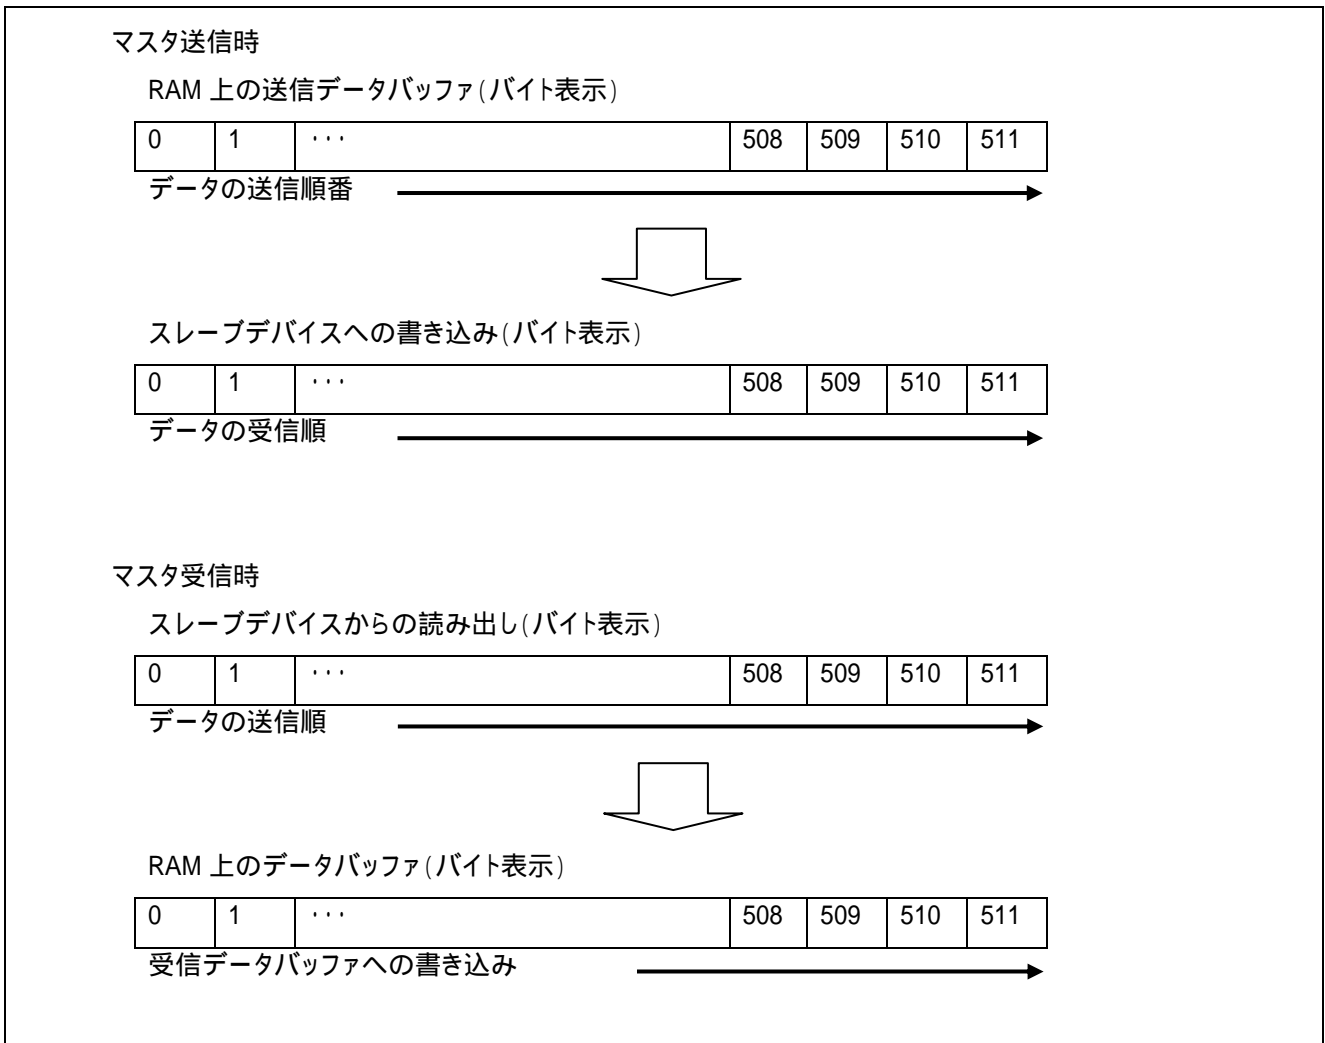 マスタ送信時
RAM 上の送信データバッファ(バイト表示)
0 1 ・・・ 508 509 510 511
データの送信順番
スレーブデバイスへの書き込み(バイト表示)
0 1 ・・・ 508 509 510 511
データの受信順
マスタ受信時
スレーブデバイスからの読み出し(バイト表示)
0 1 ・・・ 508 509 510 511
データの送信順
RAM 上のデータバッファ(バイト表示)
0 1 ・・・ 508 509 510 511
受信データバッファへの書き込み